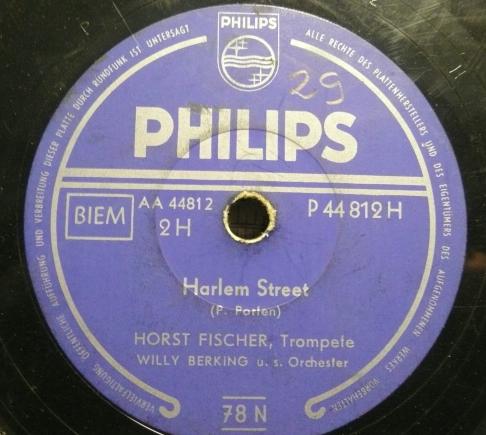 PHILIPS
29
PHILIPS
BIEM
AA 44812
2 H
P 44 812 H
Harlem Street
(P. Porten)
HORST FISCHER, Trompete
WILLY BERKING u. s. Orchester
78 N
ALLE RECHTE DES PLATTENHERSTELLERS UND DES EIGENTÜMERS DES AUFGENOMMENEN WERKES VORBEHALTEN
VERVIELFÄLTIGUNG ÖFFENTLICHE AUFFÜHRUNG UND VERBREITUNG DIESER PLATTE DURCH RUNDFUNK IST UNTERSAGT